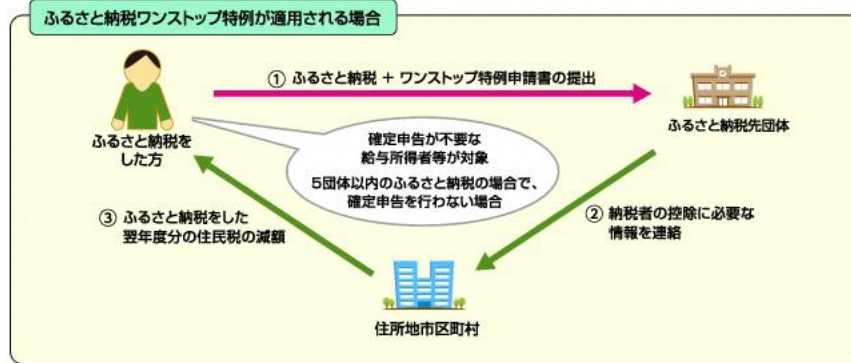 ふるさと納税ワンストップ特例が適用される場合
① ふるさと納税 + ワンストップ特例申請書の提出
ふるさと納税を
した方
ふるさと納税先団体
確定申告が不要な
給与所得者等が対象
5団体以内のふるさと納税の場合で、
確定申告を行わない場合
③ ふるさと納税をした
翌年度分の住民税の減額
② 納税者の控除に必要な
情報を連絡
住所地市区町村